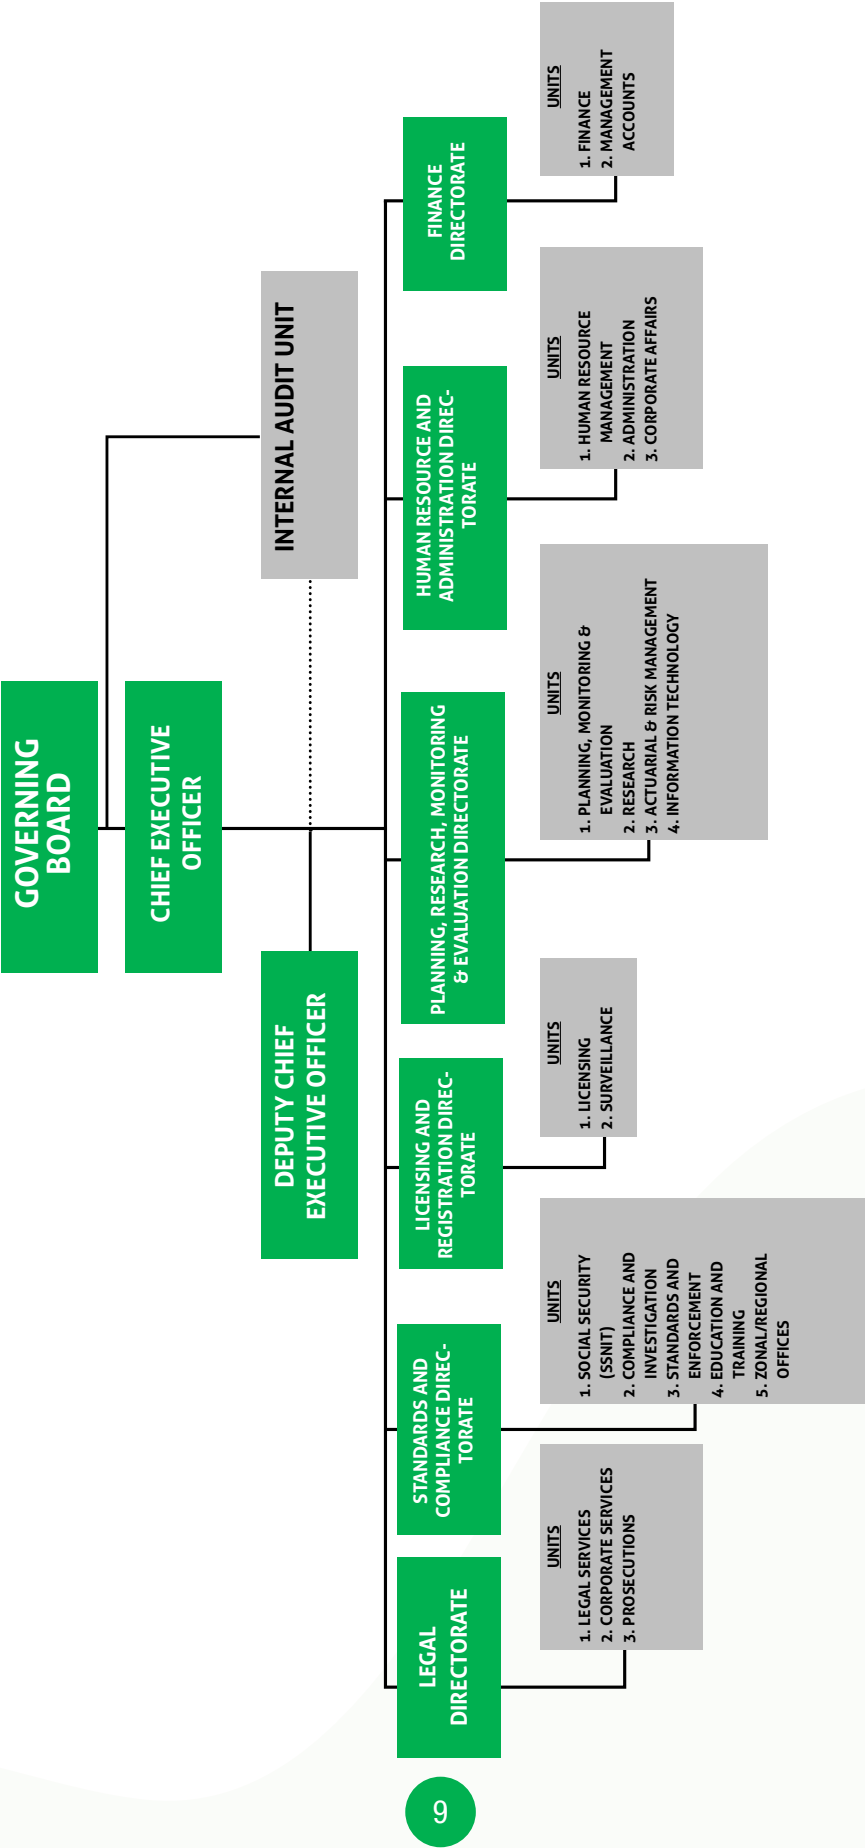 GOVERNING
BOARD
CHIEF EXECUTIVE
OFFICER
DEPUTY CHIEF
EXECUTIVE OFFICER
INTERNAL AUDIT UNIT
LEGAL
DIRECTORATE
STANDARDS AND
COMPLIANCE DIREC-
TORATE
LICENSING AND
REGISTRATION DIREC-
TORATE
PLANNING, RESEARCH, MONITORING
& EVALUATION DIRECTORATE
HUMAN RESOURCE AND
ADMINISTRATION DIREC-
TORATE
FINANCE
DIRECTORATE
UNITS
1. LEGAL SERVICES
2. CORPORATE SERVICES
3. PROSECUTIONS
UNITS
1. SOCIAL SECURITY
(SSNIT)
2. COMPLIANCE AND
INVESTIGATION
3. STANDARDS AND
ENFORCEMENT
4. EDUCATION AND
TRAINING
5. ZONAL/REGIONAL
OFFICES
UNITS
1. LICENSING
2. SURVEILLANCE
UNITS
1. PLANNING, MONITORING &
EVALUATION
2. RESEARCH
3. ACTUARIAL & RISK MANAGEMENT
4. INFORMATION TECHNOLOGY
UNITS
1. HUMAN RESOURCE
MANAGEMENT
2. ADMINISTRATION
3. CORPORATE AFFAIRS
UNITS
1. FINANCE
2. MANAGEMENT
ACCOUNTS
9